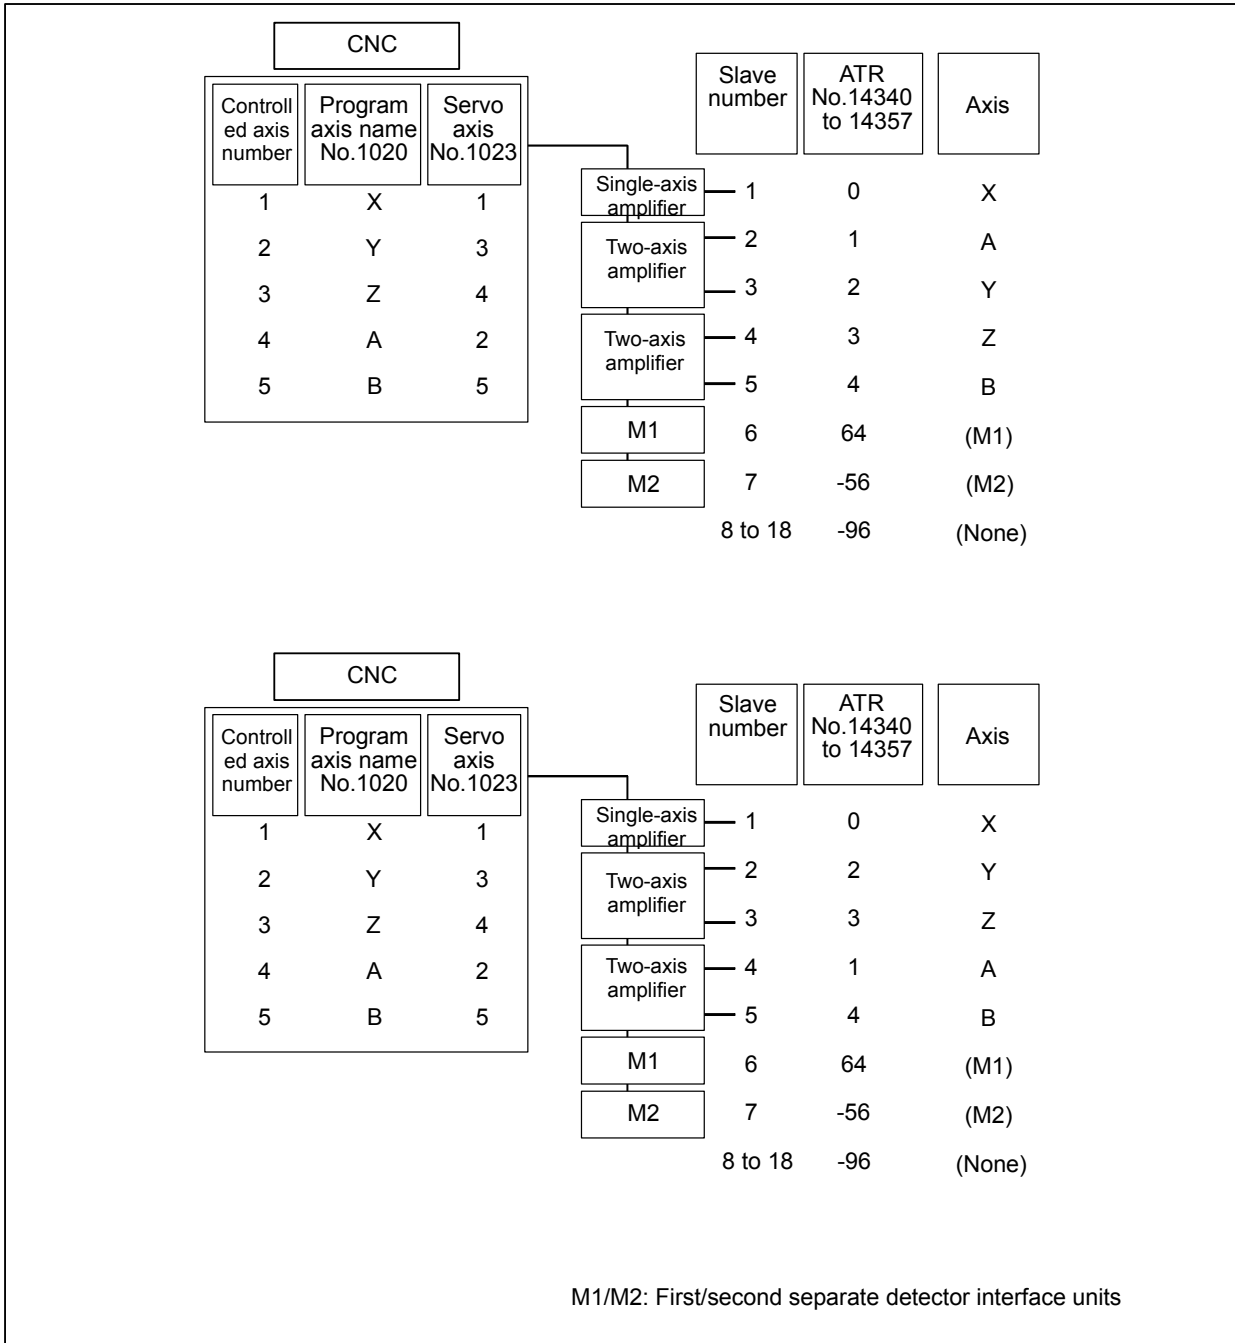 CNC
Controll
ed axis
number
Program
axis name
No.1020
Servo
axis
No.1023
1 X 1
2 Y 3
3 Z 4
4 A 2
5 B 5
Single-axis
amplifier
Two-axis
amplifier
Two-axis
amplifier
M1
M2
Slave
number
ATR
No.14340
to 14357
Axis
1 0 X
2 1 A
3 2 Y
4 3 Z
5 4 B
6 64 (M1)
7 -56 (M2)
8 to 18 -96 (None)
CNC
Controll
ed axis
number
Program
axis name
No.1020
Servo
axis
No.1023
1 X 1
2 Y 3
3 Z 4
4 A 2
5 B 5
Single-axis
amplifier
Two-axis
amplifier
Two-axis
amplifier
M1
M2
Slave
number
ATR
No.14340
to 14357
Axis
1 0 X
2 2 Y
3 3 Z
4 1 A
5 4 B
6 64 (M1)
7 -56 (M2)
8 to 18 -96 (None)
M1/M2: First/second separate detector interface units